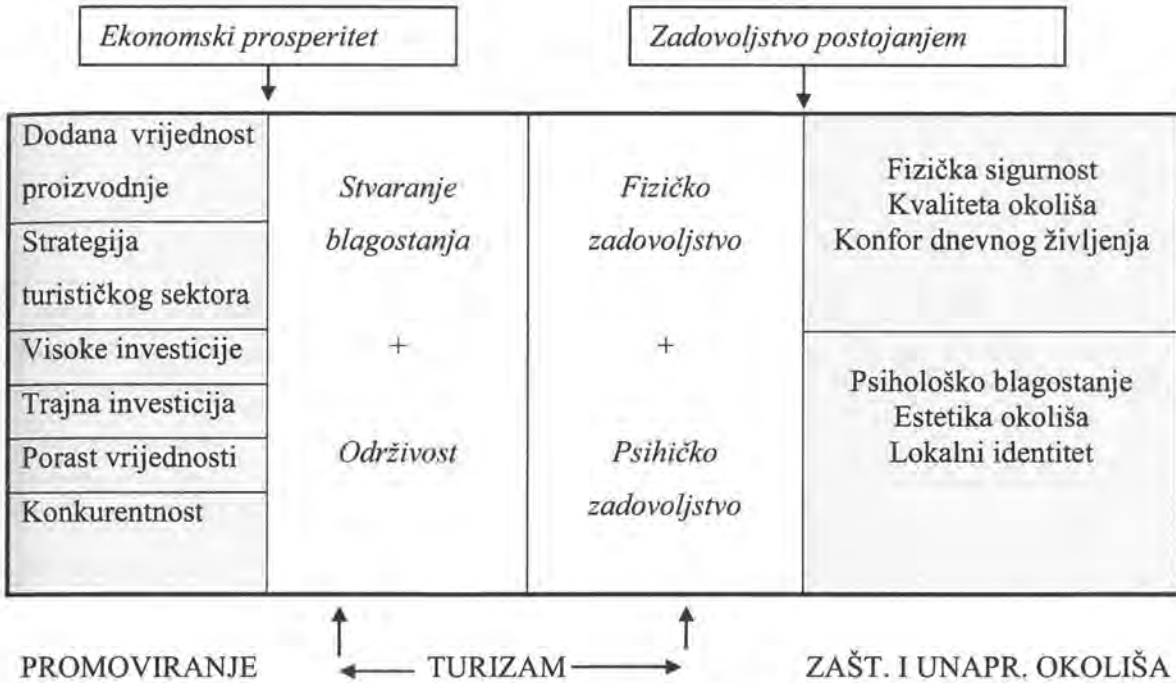 Ekonomski prosperitet
Zadovoljstvo postojanjem
Dodana vrijednost
proizvodnje
Strategija
turističkog sektora
Visoke investicije
Trajna investicija
Porast vrijednosti
Konkurentnost
Stvaranje
blagostanja
+
Održivost
Fizičko
zadovoljstvo
+
Psihičko
zadovoljstvo
Fizička sigurnost
Kvaliteta okoliša
Konfor dnevnog življenja
Psihološko blagostanje
Estetika okoliša
Lokalni identitet
PROMOVIRANJE
TURIZAM
ZAŠT. I UNAPR. OKOLIŠA